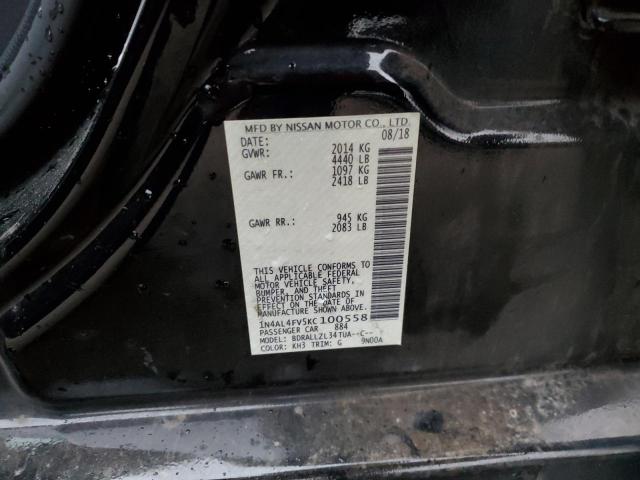 MFD BY NISSAN MOTOR CO., LTD.
DATE: 08/18
GVWR: 2014 KG
4440 LB
GAWR FR.: 1097 KG
2418 LB
GAWR RR.: 945 KG
2083 LB
THIS VEHICLE CONFORMS TO
ALL APPLICABLE FEDERAL
MOTOR VEHICLE SAFETY,
BUMPER, AND THEFT
PREVENTION STANDARDS IN
EFFECT ON THE DATE OF
MANUFACTURE SHOWN ABOVE.
1N4AL4FV5KC100558
PASSENGER CAR 884
MODEL: BDRALLZL34TUA--C--
COLOR: KH3 TRIM: G 9N00A